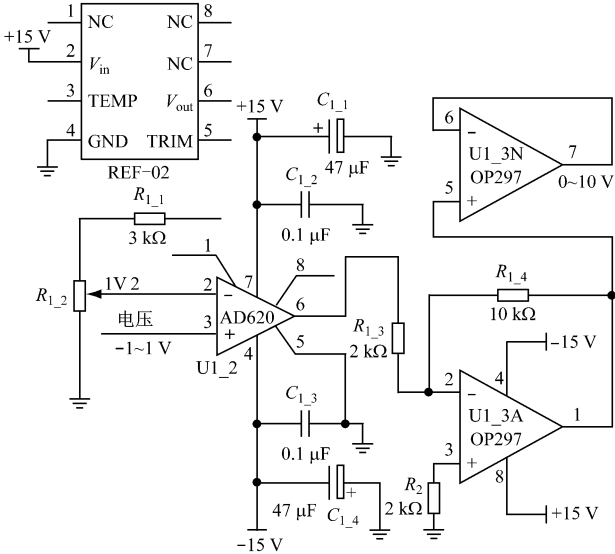 1 NC NC 8
+15 V
2 Vin NC 7
3 TEMP Vout 6
4 GND TRIM 5
REF-02
+15 V
C1_1
+
47 μF
C1_2
0.1 μF
R1_1
3 kΩ
1
7
8
R1_2
1V 2
2
−
AD620
6
电压
3
+
−1~1 V
4
5
U1_2
C1_3
0.1 μF
47 μF
+
C1_4
−15 V
R1_3
2 kΩ
6
−
U1_3N
7
OP297
5
+
0~10 V
R1_4
10 kΩ
−15 V
2
−
4
U1_3A
1
OP297
3
+
8
R2
2 kΩ
+15 V